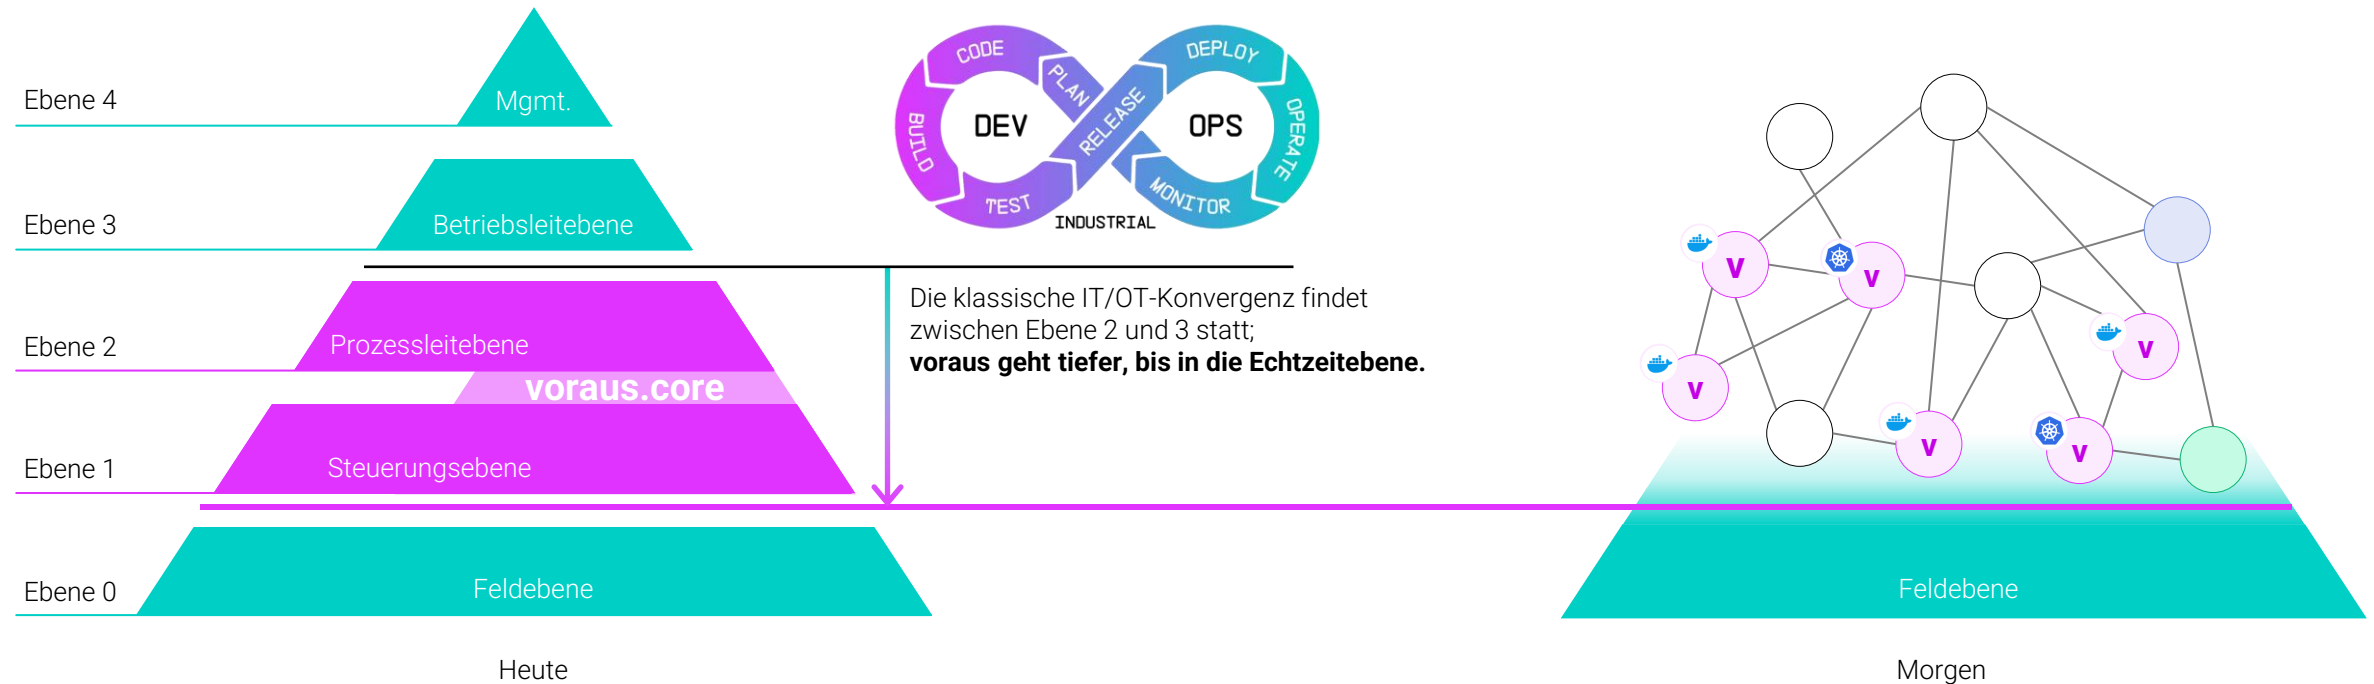 Ebene 4
Mgmt.
Ebene 3
Betriebsleitebene
Ebene 2
Prozessleitebene
voraus.core
Ebene 1
Steuerungsebene
Ebene 0
Feldebene
Heute
PLAN
CODE
BUILD
TEST
RELEASE
DEPLOY
OPERATE
MONITOR
DEV
OPS
INDUSTRIAL
Die klassische IT/OT-Konvergenz findet
zwischen Ebene 2 und 3 statt;
voraus geht tiefer, bis in die Echtzeitebene.
v
v
v
v
v
v
Feldebene
Morgen